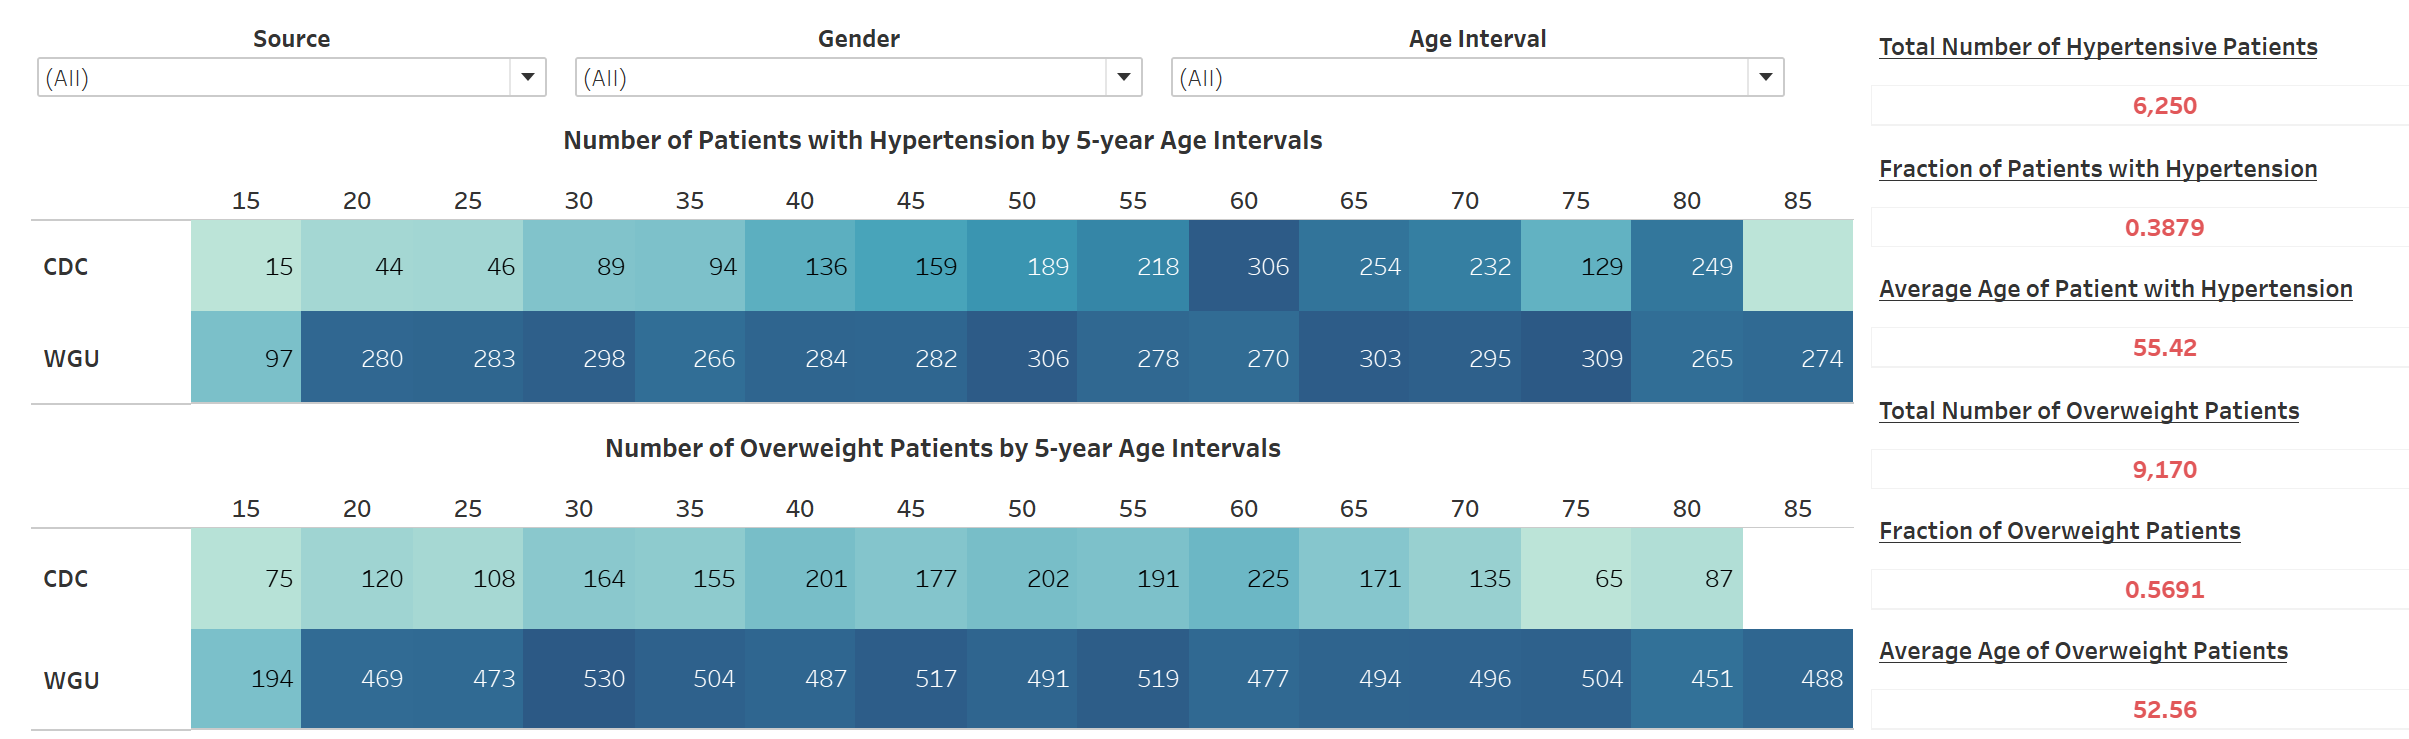 Source Gender Age Interval
(All) (All) (All)
Number of Patients with Hypertension by 5-year Age Intervals
15 20 25 30 35 40 45 50 55 60 65 70 75 80 85
CDC 15 44 46 89 94 136 159 189 218 306 254 232 129 249
WGU 97 280 283 298 266 284 282 306 278 270 303 295 309 265 274
Number of Overweight Patients by 5-year Age Intervals
15 20 25 30 35 40 45 50 55 60 65 70 75 80 85
CDC 75 120 108 164 155 201 177 202 191 225 171 135 65 87
WGU 194 469 473 530 504 487 517 491 519 477 494 496 504 451 488
Total Number of Hypertensive Patients
6,250
Fraction of Patients with Hypertension
0.3879
Average Age of Patient with Hypertension
55.42
Total Number of Overweight Patients
9,170
Fraction of Overweight Patients
0.5691
Average Age of Overweight Patients
52.56